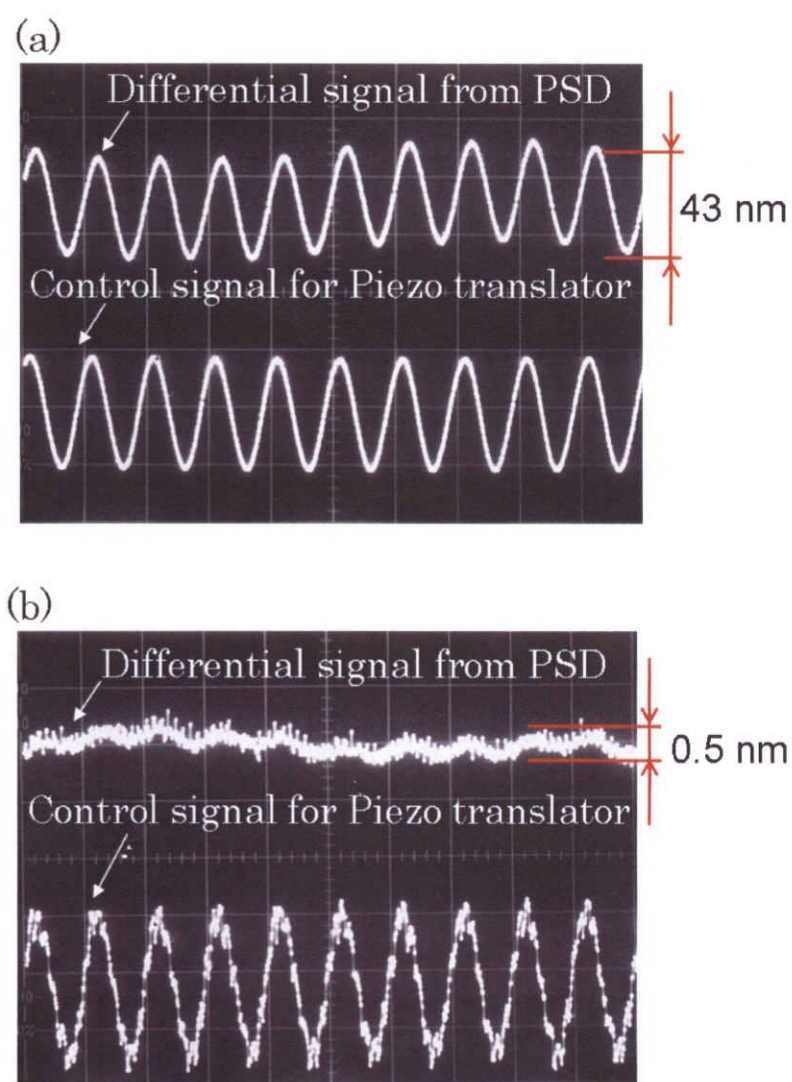 (a)
Differential signal from PSD
43 nm
Control signal for Piezo translator
(b)
Differential signal from PSD
0.5 nm
Control signal for Piezo translator